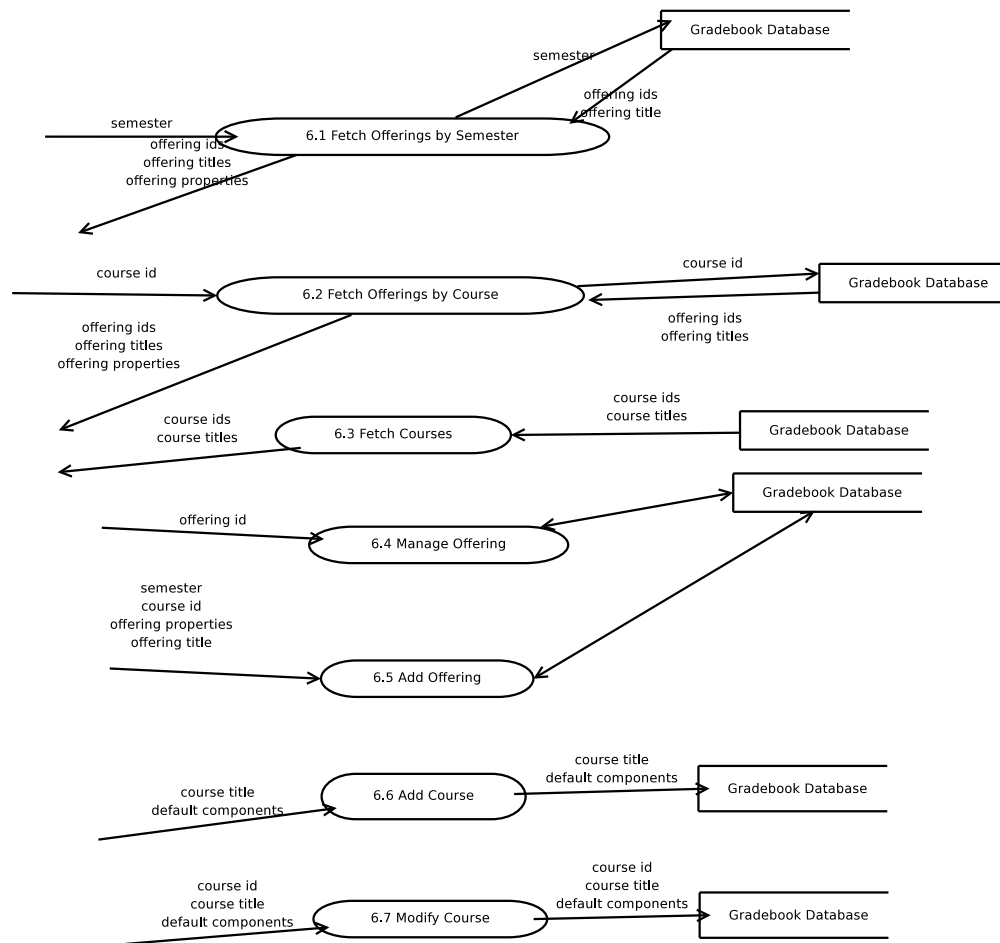 Gradebook Database
semester
offering ids
offering title
semester
6.1 Fetch Offerings by Semester
offering ids
offering titles
offering properties
course id
6.2 Fetch Offerings by Course
course id
Gradebook Database
offering ids
offering titles
offering ids
offering titles
offering properties
course ids
course titles
6.3 Fetch Courses
course ids
course titles
Gradebook Database
Gradebook Database
offering id
6.4 Manage Offering
semester
course id
offering properties
offering title
6.5 Add Offering
course title
default components
6.6 Add Course
course title
default components
Gradebook Database
course id
course title
default components
6.7 Modify Course
course id
course title
default components
Gradebook Database